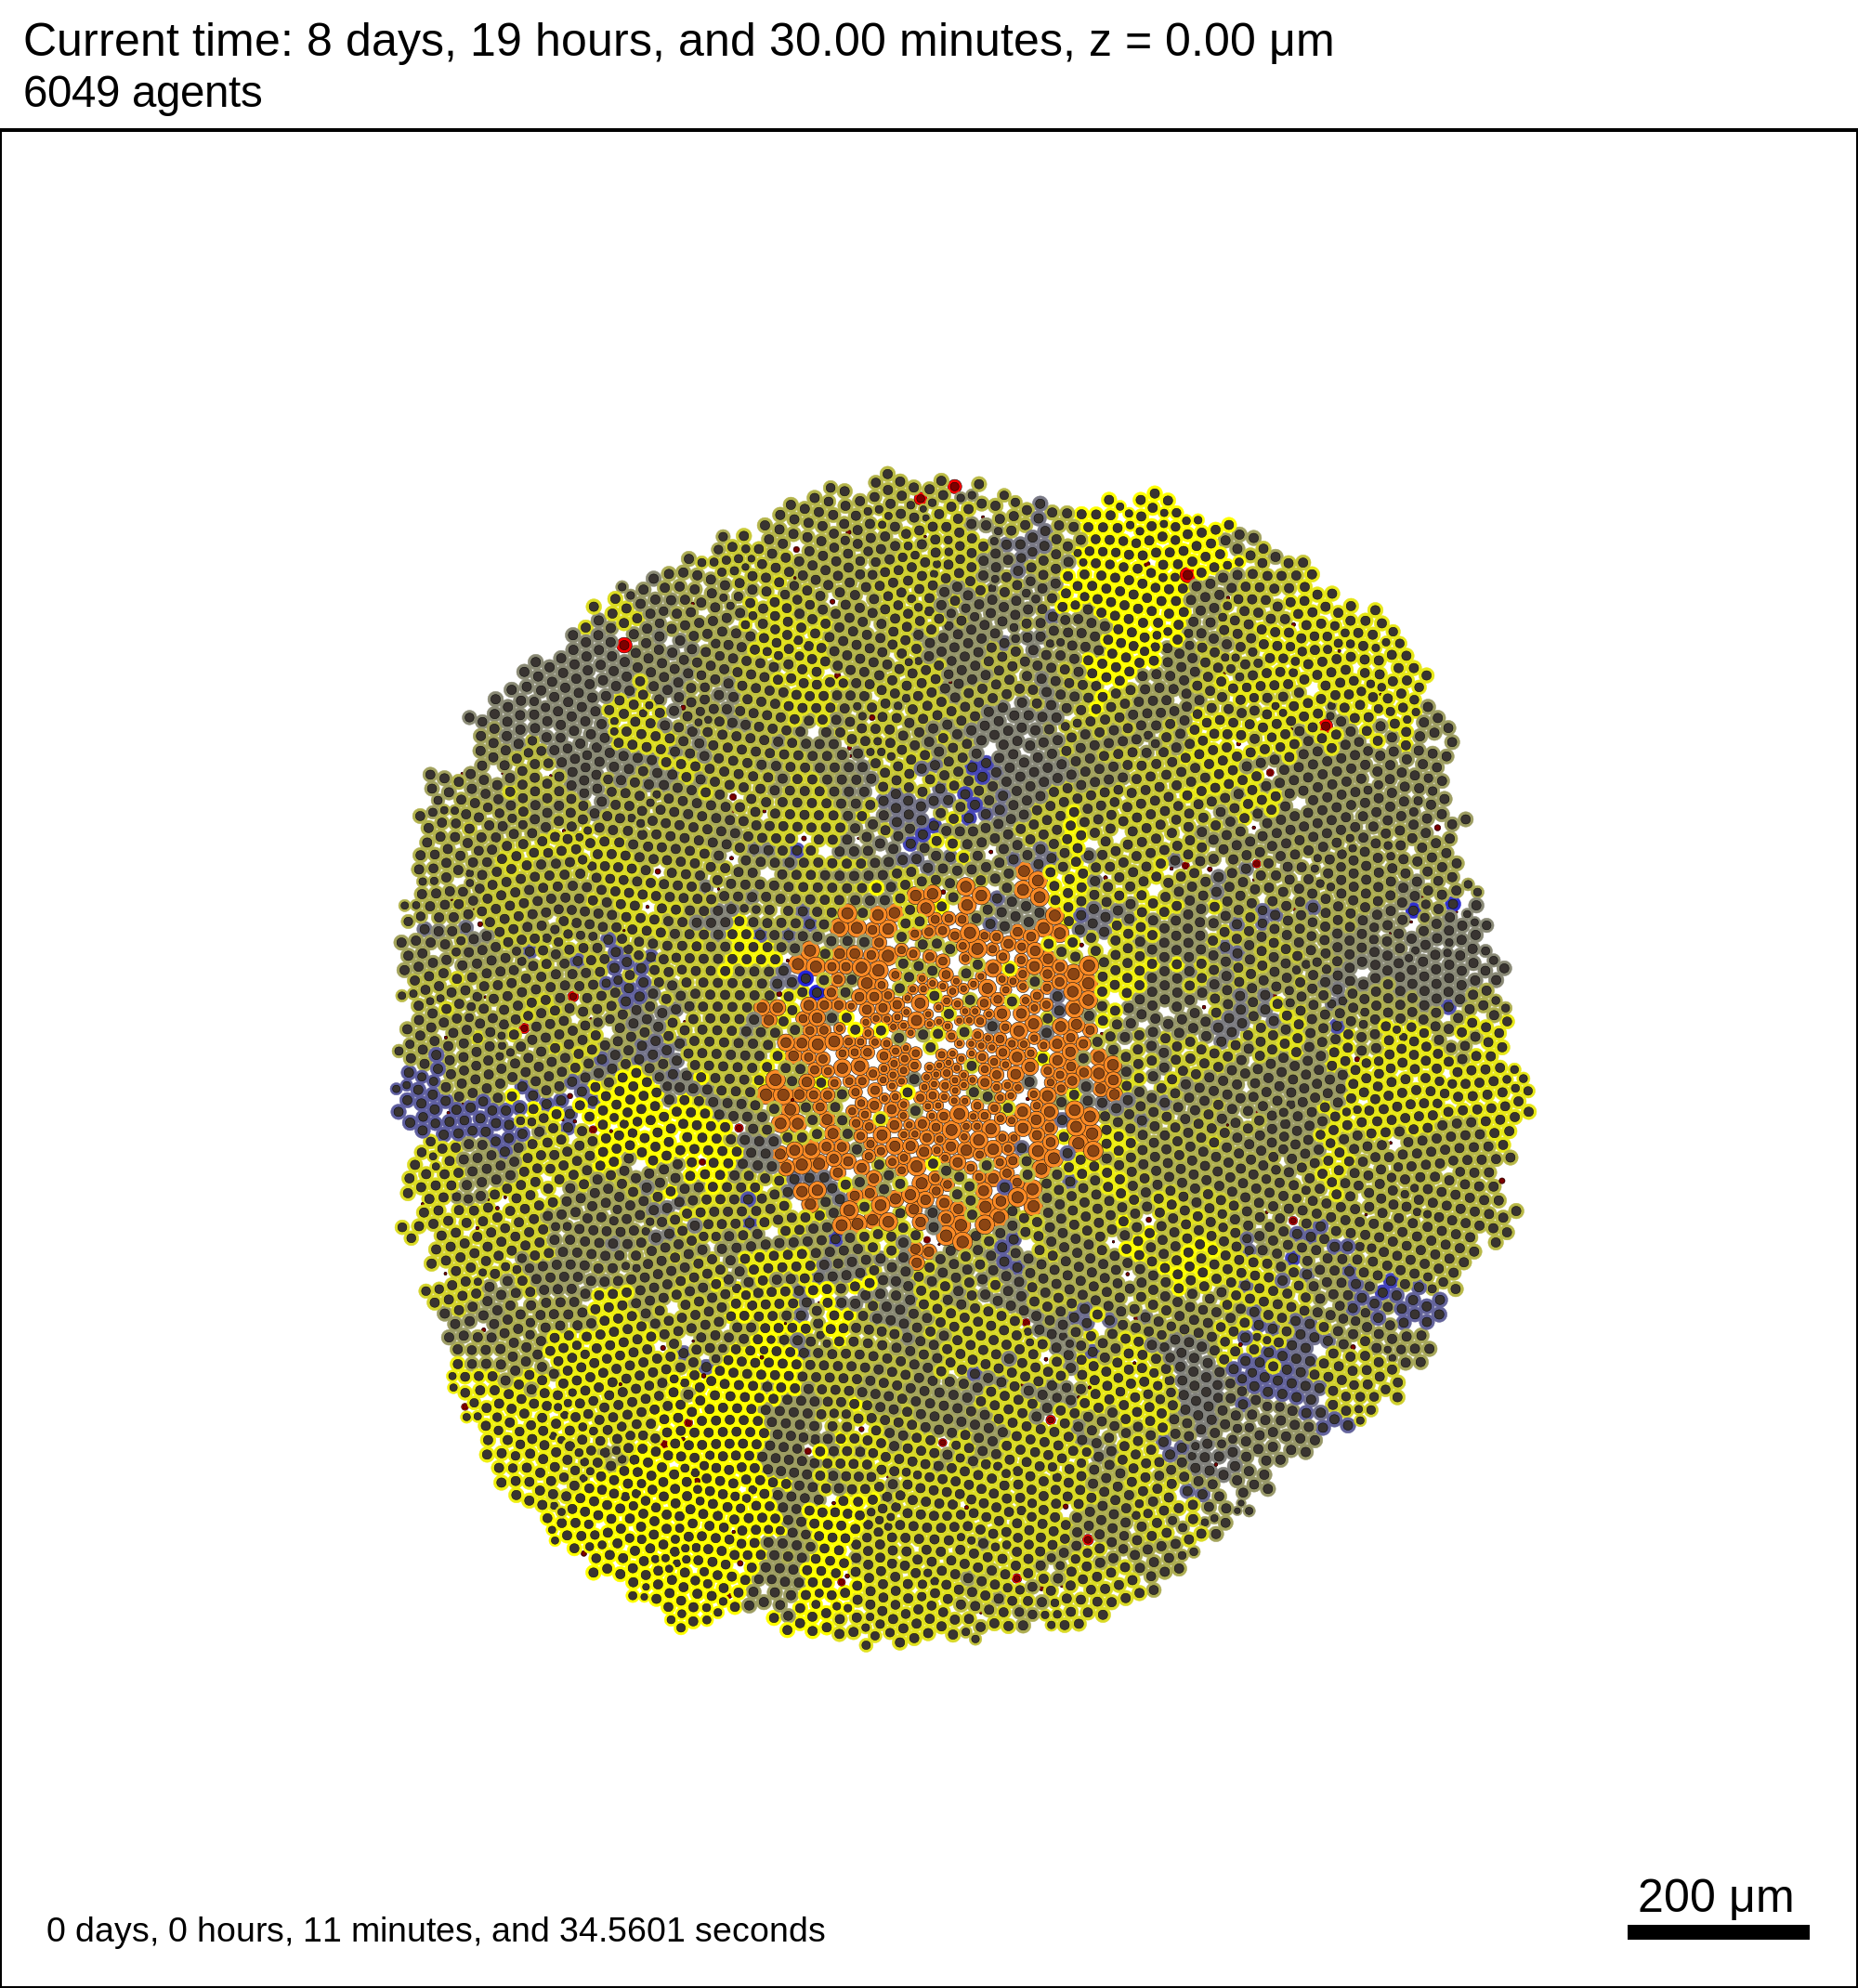 Current time: 8 days, 19 hours, and 30.00 minutes, z = 0.00 μm
6049 agents
200 μm
0 days, 0 hours, 11 minutes, and 34.5601 seconds